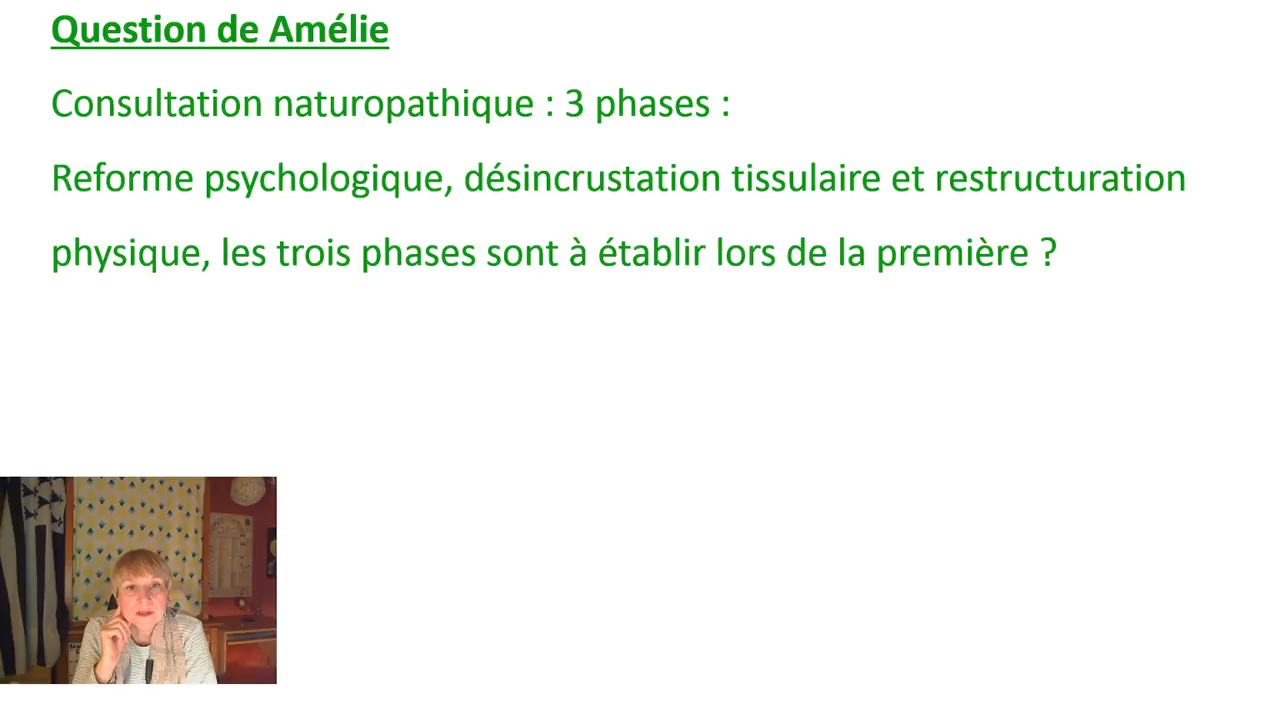 Question de Amélie
Consultation naturopathique : 3 phases :
Reforme psychologique, désincrustation tissulaire et restructuration
physique, les trois phases sont à établir lors de la première ?